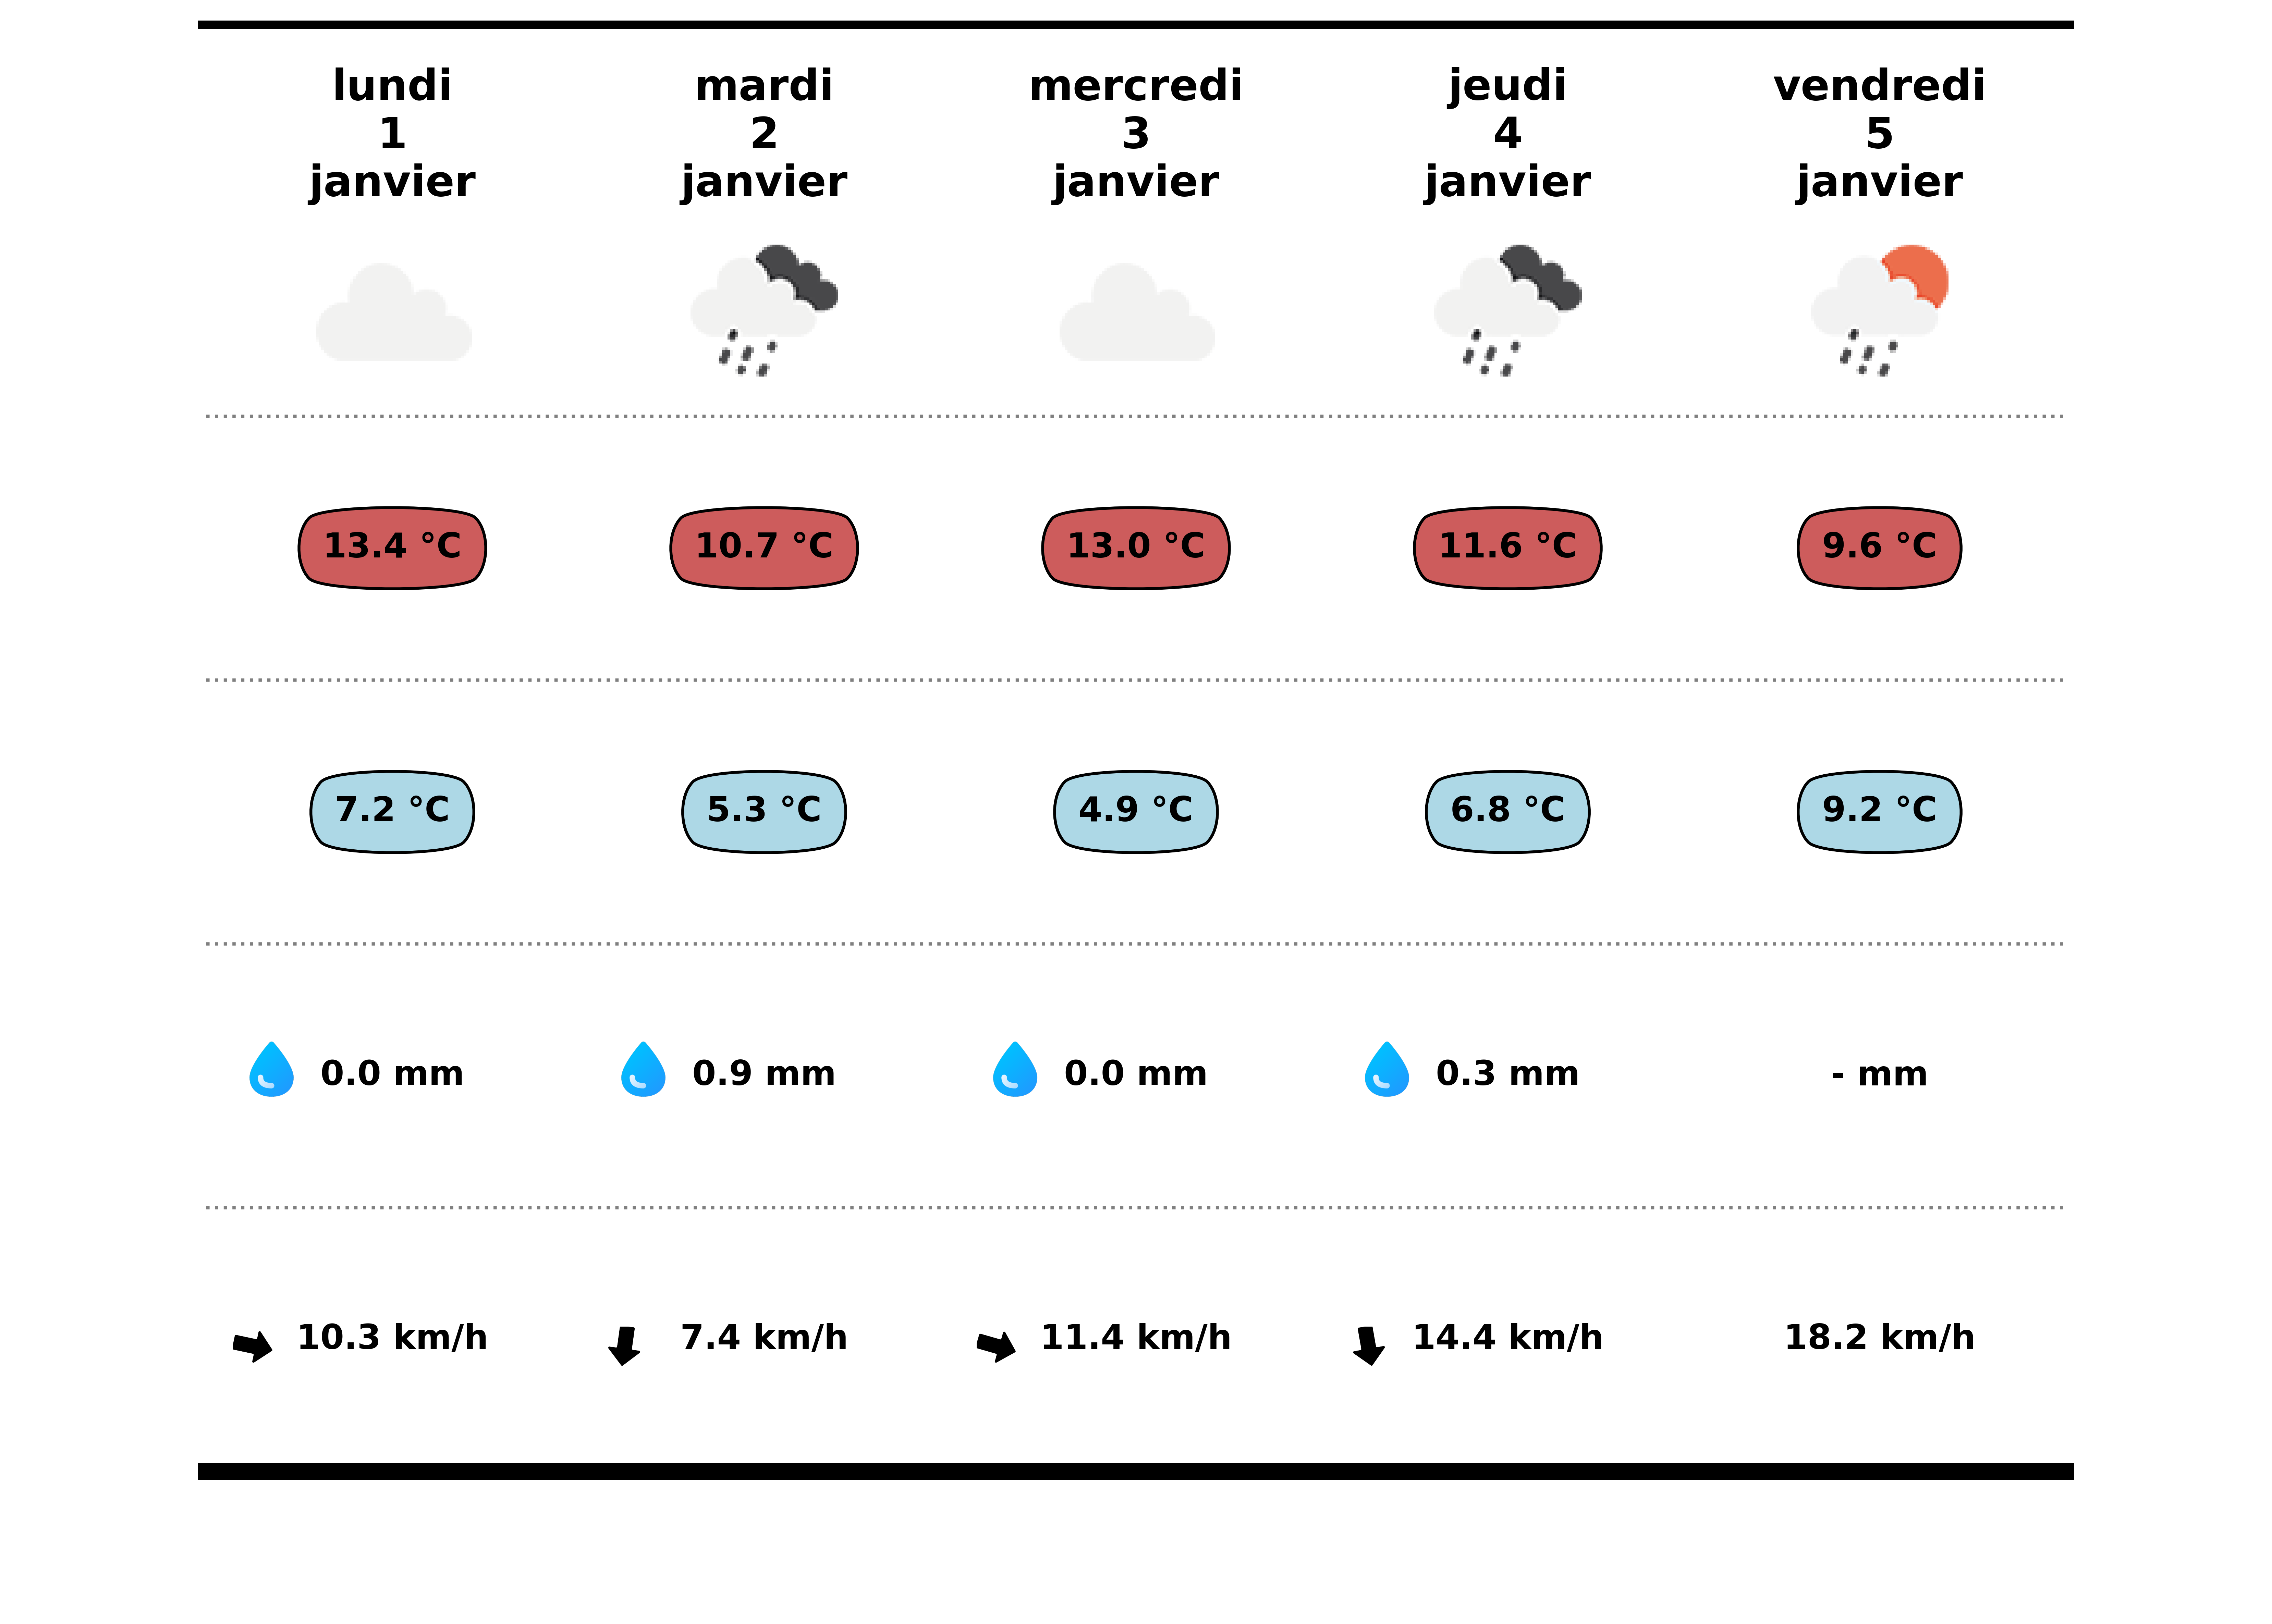 lundi
1
janvier
mardi
2
janvier
mercredi
3
janvier
jeudi
4
janvier
vendredi
5
janvier
13.4 °C
10.7 °C
13.0 °C
11.6 °C
9.6 °C
7.2 °C
5.3 °C
4.9 °C
6.8 °C
9.2 °C
0.0 mm
0.9 mm
0.0 mm
0.3 mm
- mm
10.3 km/h
7.4 km/h
11.4 km/h
14.4 km/h
18.2 km/h